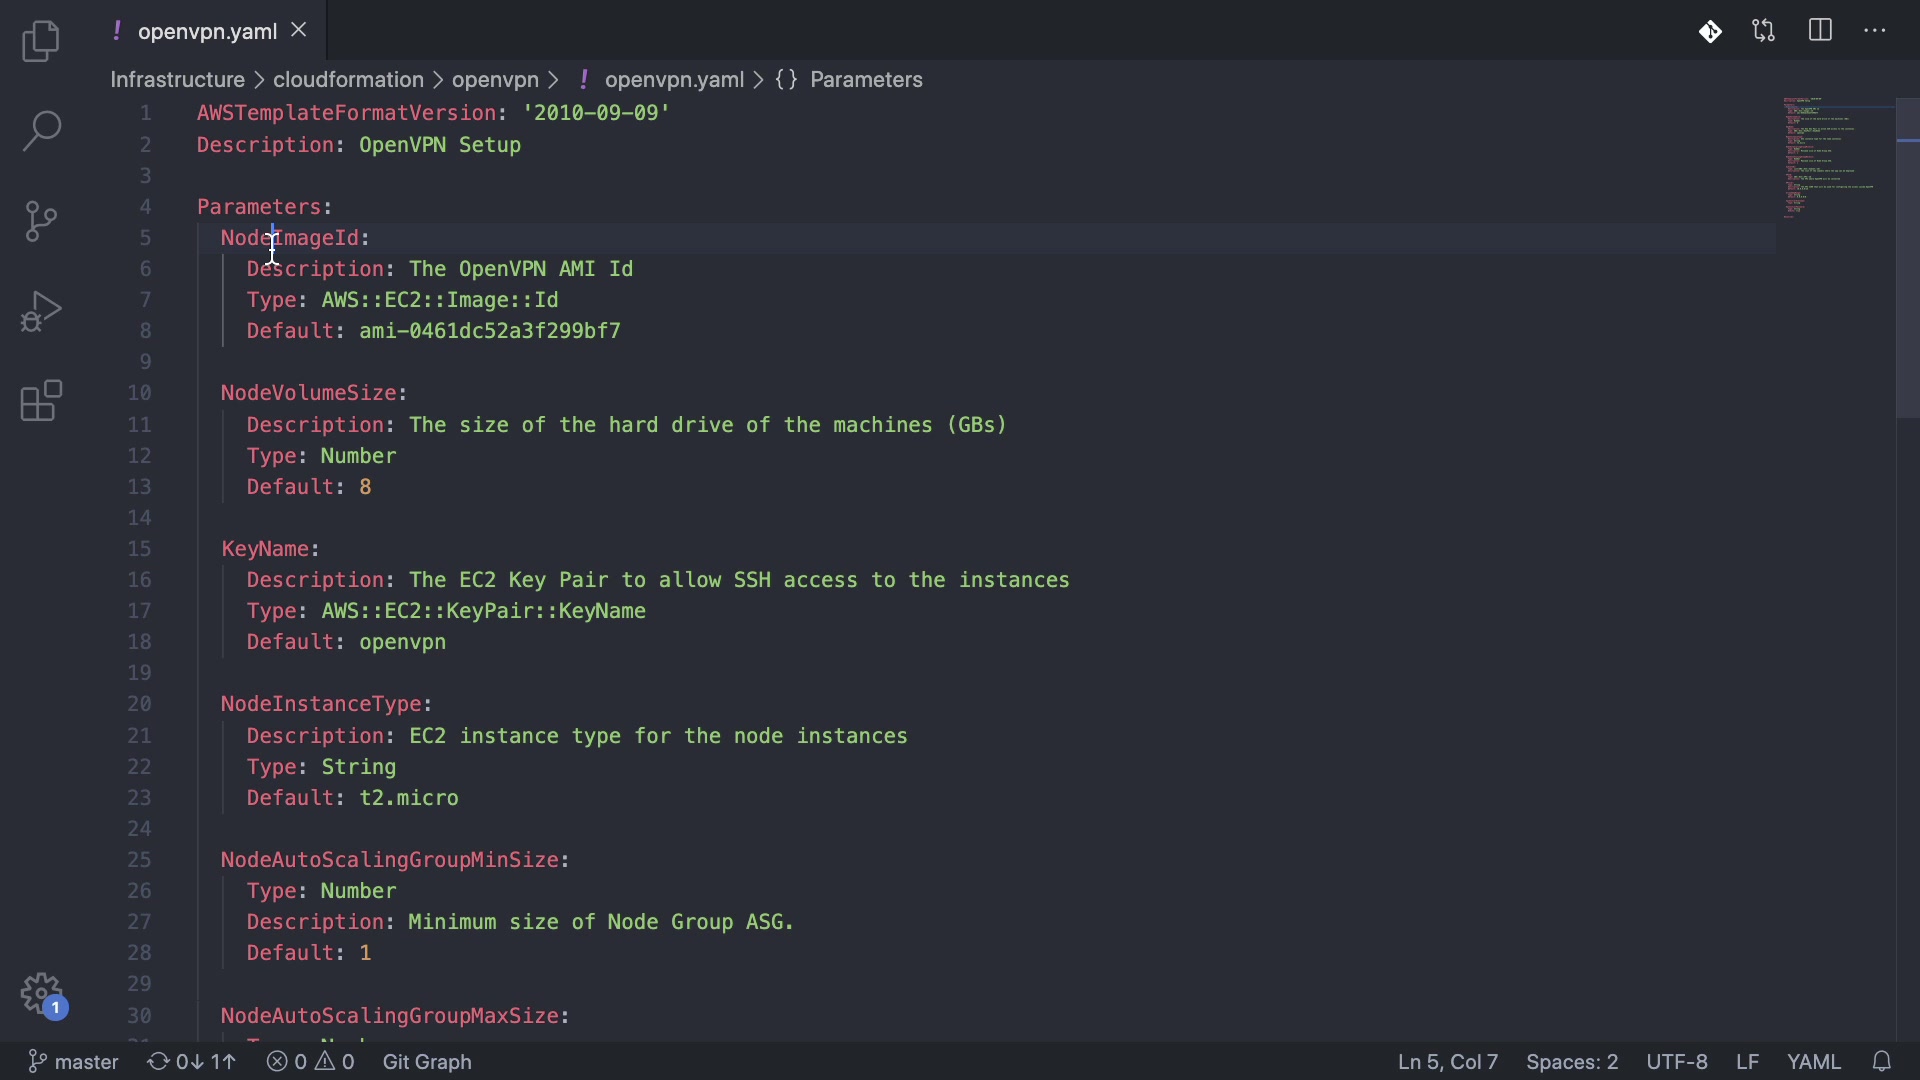 ! openvpn.yaml
Infrastructure > cloudformation > openvpn > ! openvpn.yaml > {} Parameters
1 AWSTemplateFormatVersion: '2010-09-09'
2 Description: OpenVPN Setup
3
4 Parameters:
5 NodeImageId:
6 Description: The OpenVPN AMI Id
7 Type: AWS::EC2::Image::Id
8 Default: ami-0461dc52a3f299bf7
9
10 NodeVolumeSize:
11 Description: The size of the hard drive of the machines (GBs)
12 Type: Number
13 Default: 8
14
15 KeyName:
16 Description: The EC2 Key Pair to allow SSH access to the instances
17 Type: AWS::EC2::KeyPair::KeyName
18 Default: openvpn
19
20 NodeInstanceType:
21 Description: EC2 instance type for the node instances
22 Type: String
23 Default: t2.micro
24
25 NodeAutoScalingGroupMinSize:
26 Type: Number
27 Description: Minimum size of Node Group ASG.
28 Default: 1
29
30 NodeAutoScalingGroupMaxSize:
1
master 0↓ 1↑ 0 0 Git Graph Ln 5, Col 7 Spaces: 2 UTF-8 LF YAML